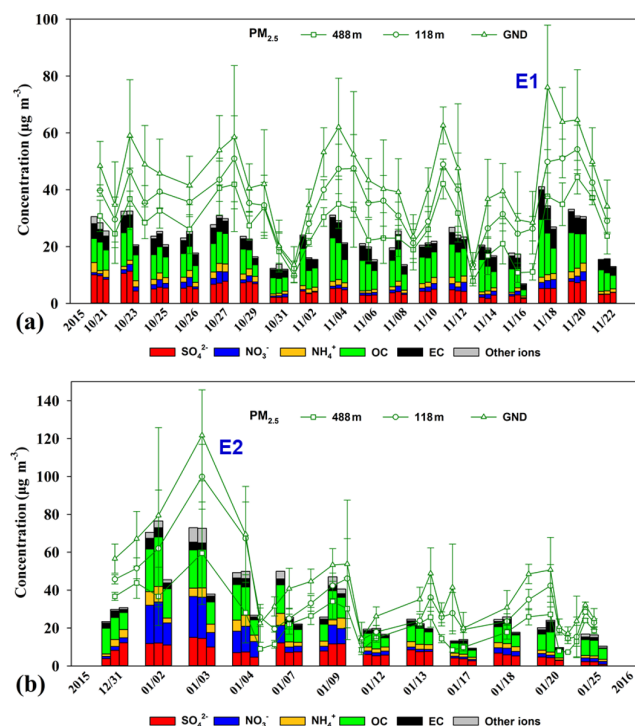 100
PM2.5
488 m
118 m
GND
E1
80
60
40
20
0
Concentration (µg m-3)
(a)
2015
10/21
10/23
10/25
10/26
10/27
10/29
10/31
11/02
11/04
11/06
11/08
11/10
11/12
11/14
11/16
11/18
11/20
11/22
SO4 2-
NO3-
NH4+
OC
EC
Other ions
140
PM2.5
488 m
118 m
GND
120
E2
100
80
60
40
20
0
Concentration (µg m-3)
(b)
2015
12/31
01/02
01/03
01/04
01/07
01/09
01/12
01/13
01/17
01/18
01/20
01/25
2016
SO4 2-
NO3-
NH4+
OC
EC
Other ions